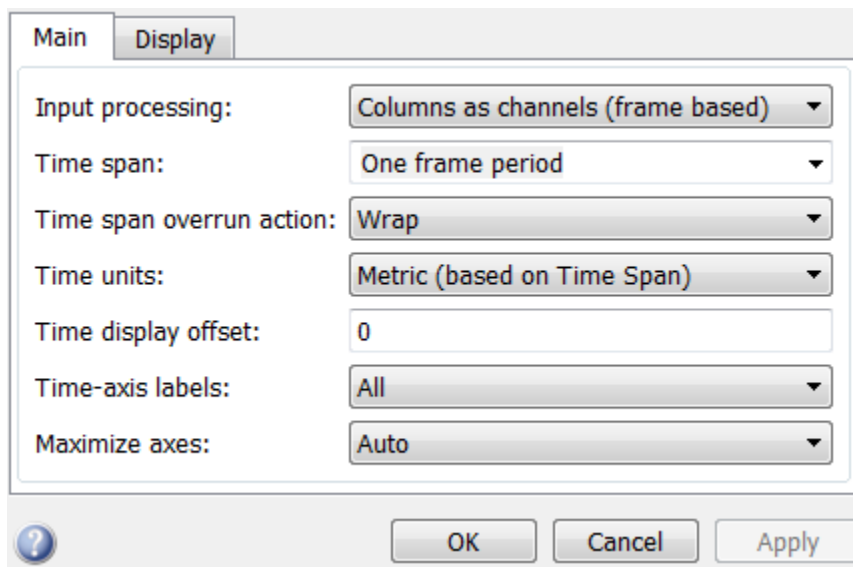 Main Display
Input processing: Columns as channels (frame based)
Time span: One frame period
Time span overrun action: Wrap
Time units: Metric (based on Time Span)
Time display offset: 0
Time-axis labels: All
Maximize axes: Auto
? OK Cancel Apply